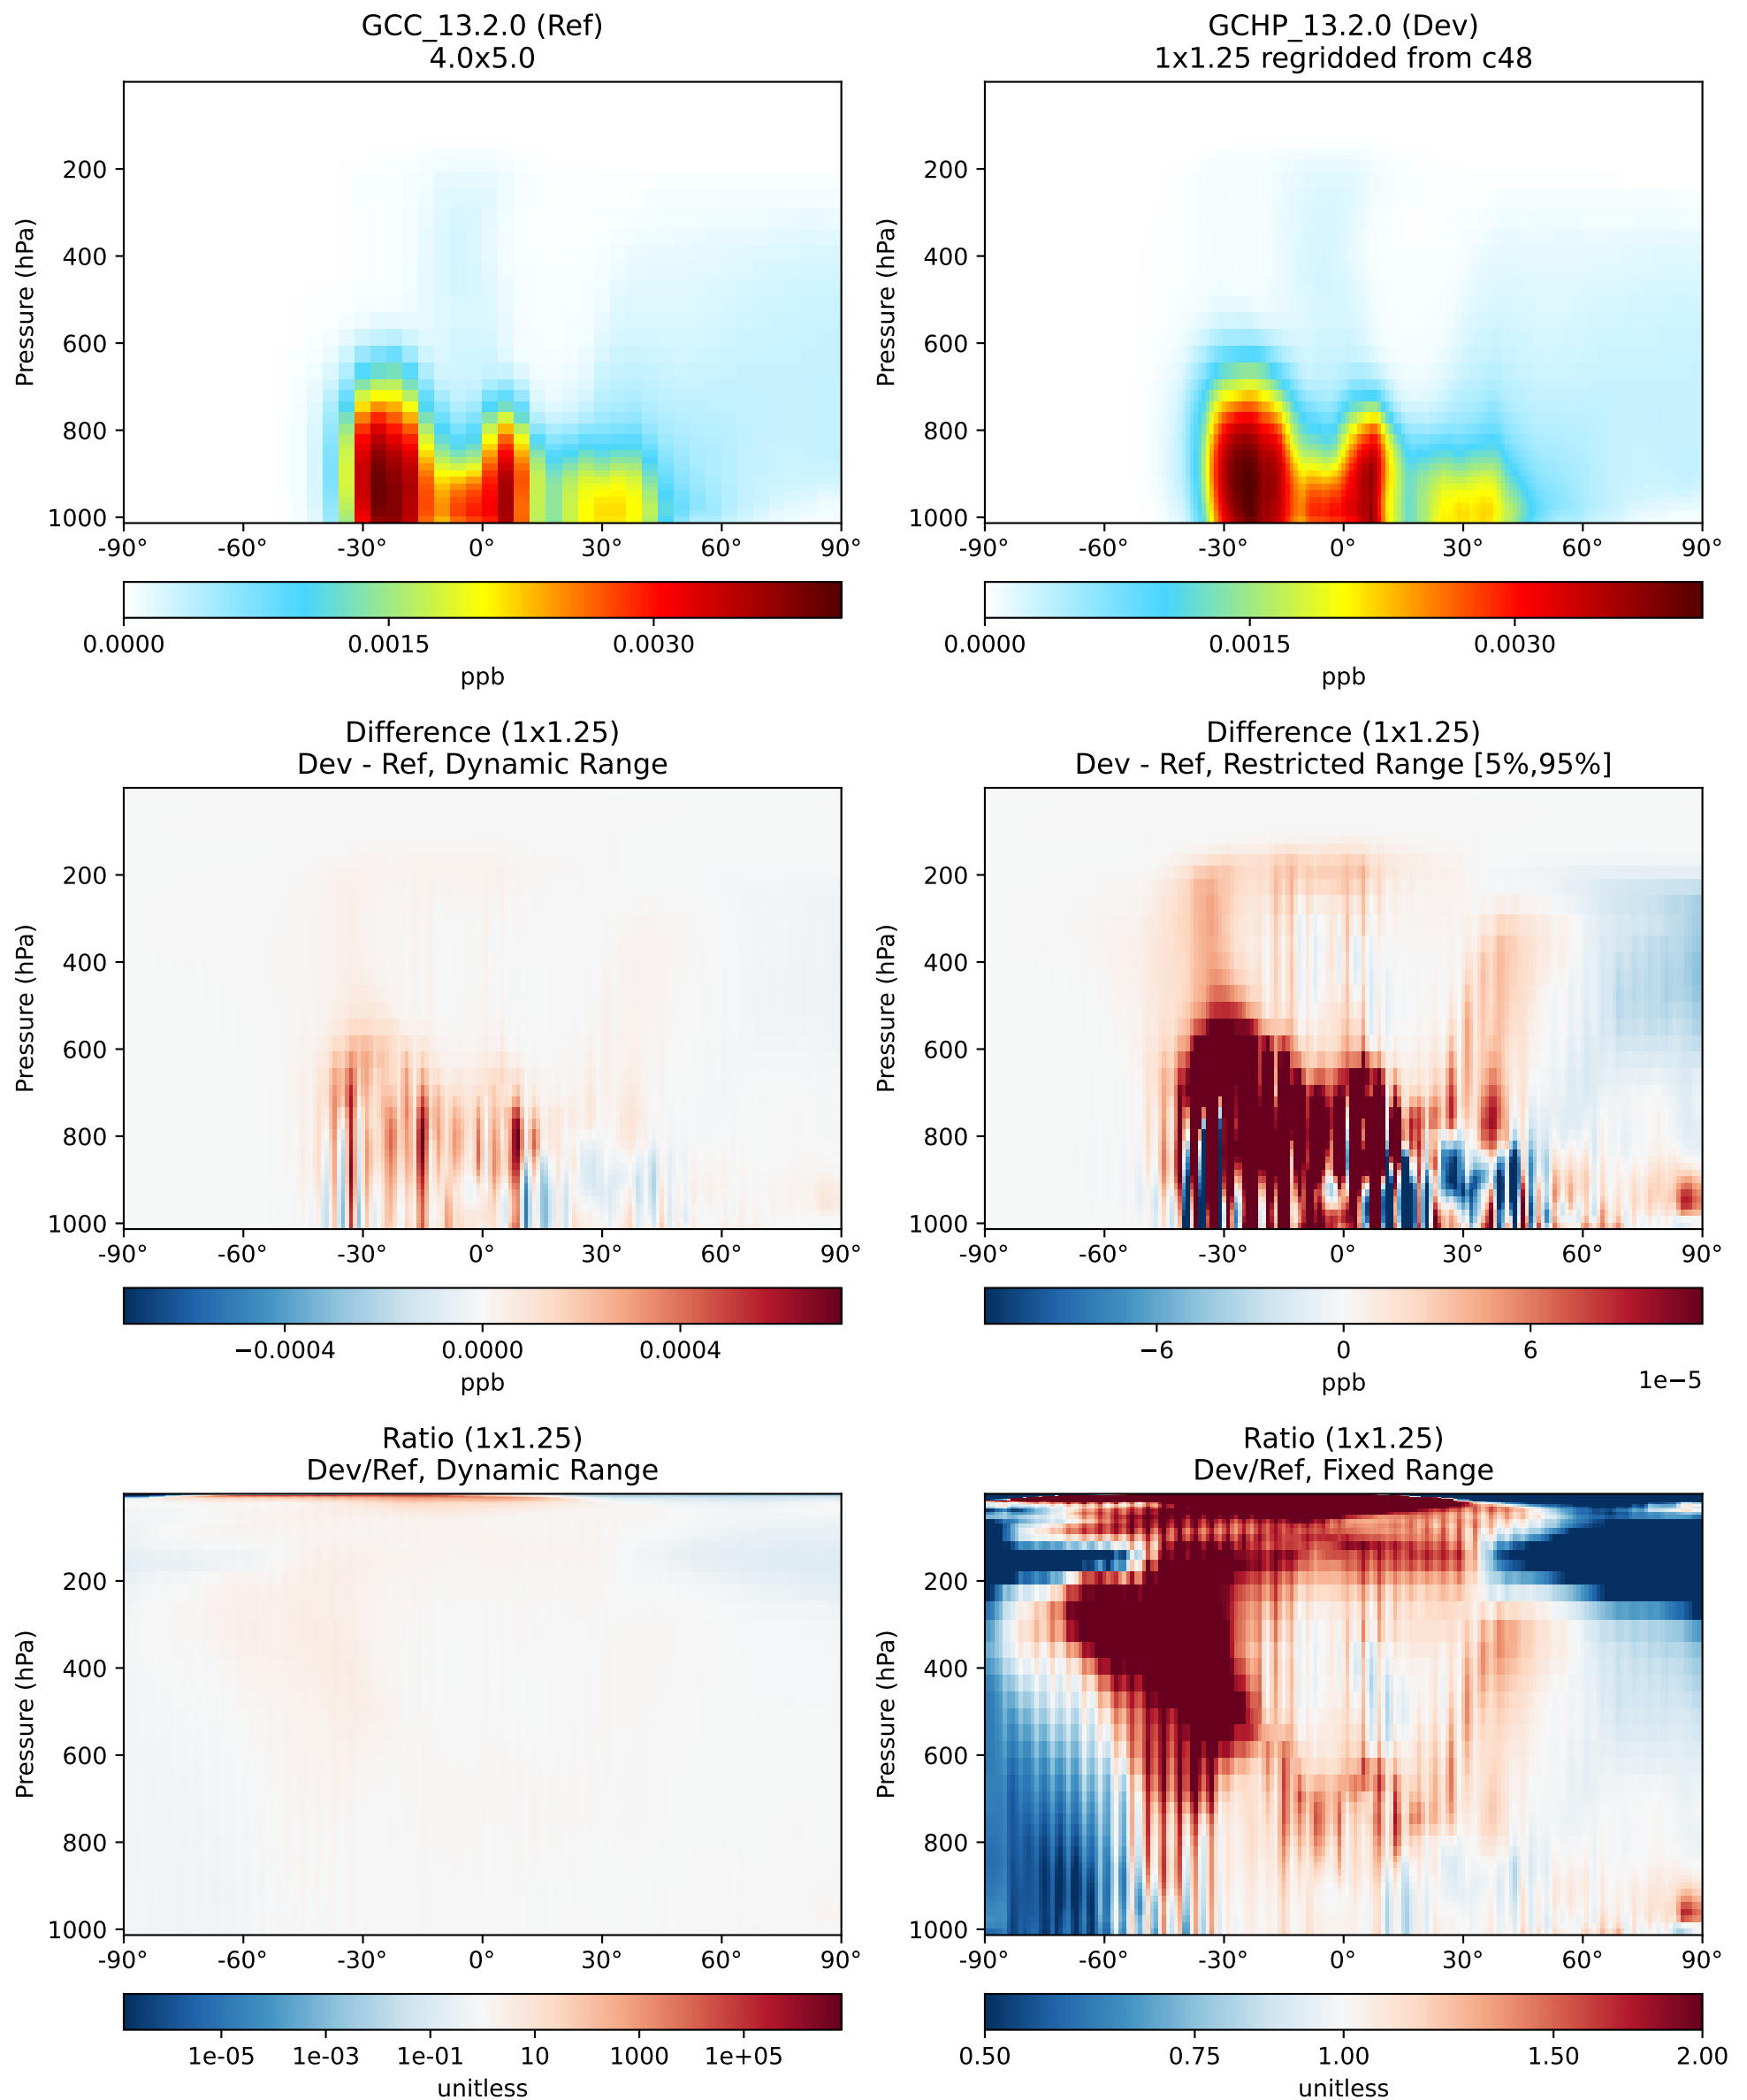 GCC_13.2.0 (Ref)
4.0x5.0
Pressure (hPa)
200
400
600
800
1000
-90° -60° -30° 0° 30° 60° 90°
0.0000 0.0015 0.0030
ppb
GCHP_13.2.0 (Dev)
1x1.25 regridded from c48
Pressure (hPa)
200
400
600
800
1000
-90° -60° -30° 0° 30° 60° 90°
0.0000 0.0015 0.0030
ppb
Difference (1x1.25)
Dev - Ref, Dynamic Range
Pressure (hPa)
200
400
600
800
1000
-90° -60° -30° 0° 30° 60° 90°
−0.0004 0.0000 0.0004
ppb
Difference (1x1.25)
Dev - Ref, Restricted Range [5%,95%]
Pressure (hPa)
200
400
600
800
1000
-90° -60° -30° 0° 30° 60° 90°
−6 0 6
ppb
1e−5
Ratio (1x1.25)
Dev/Ref, Dynamic Range
Pressure (hPa)
200
400
600
800
1000
-90° -60° -30° 0° 30° 60° 90°
1e-05 1e-03 1e-01 10 1000 1e+05
unitless
Ratio (1x1.25)
Dev/Ref, Fixed Range
Pressure (hPa)
200
400
600
800
1000
-90° -60° -30° 0° 30° 60° 90°
0.50 0.75 1.00 1.50 2.00
unitless